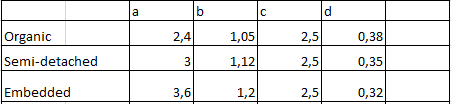 a b c d
Organic 2,4 1,05 2,5 0,38
Semi-detached 3 1,12 2,5 0,35
Embedded 3,6 1,2 2,5 0,32